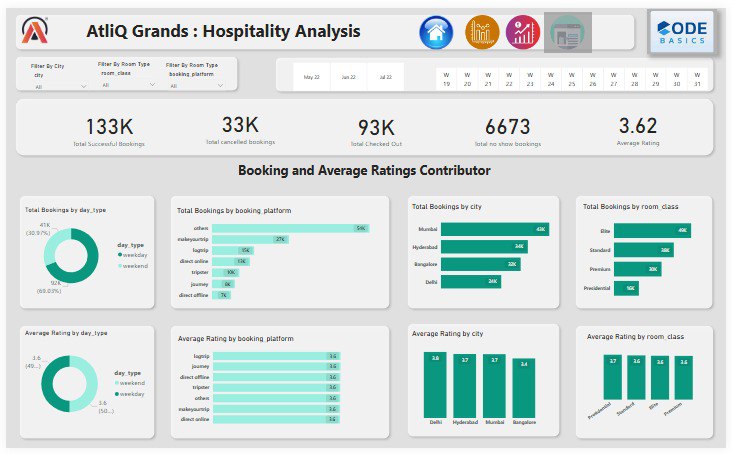 AtliQ Grands : Hospitality Analysis
CODE
BASICS
Filter By City
city
All
Filter By Room Type
room_class
All
Filter By Room Type
booking_platform
All
May 22
Jun 22
Jul 22
W 19
W 20
W 21
W 22
W 23
W 24
W 25
W 26
W 27
W 28
W 29
W 30
W 31
133K
Total Successful Bookings
33K
Total cancelled bookings
93K
Total Checked Out
6673
Total no show bookings
3.62
Average Rating
Booking and Average Ratings Contributor
Total Bookings by day_type
41K
(30.97%)
92K
(69.03%)
day_type
weekday
weekend
Total Bookings by booking_platform
others 54K
makeyourtrip 27K
logtrip 15K
direct online 13K
tripster 10K
journey 8K
direct offline 7K
Total Bookings by city
Mumbai 43K
Hyderabad 34K
Bangalore 32K
Delhi 24K
Total Bookings by room_class
Elite 49K
Standard 38K
Premium 30K
Presidential 16K
Average Rating by day_type
3.6
(49...)
3.6
(50...)
day_type
weekend
weekday
Average Rating by booking_platform
logtrip 3.6
journey 3.6
direct offline 3.6
tripster 3.6
others 3.6
makeyourtrip 3.6
direct online 3.6
Average Rating by city
3.8 3.7 3.7 3.4
Delhi Hyderabad Mumbai Bangalore
Average Rating by room_class
3.7 3.6 3.6 3.6
Presidential Standard Elite Premium